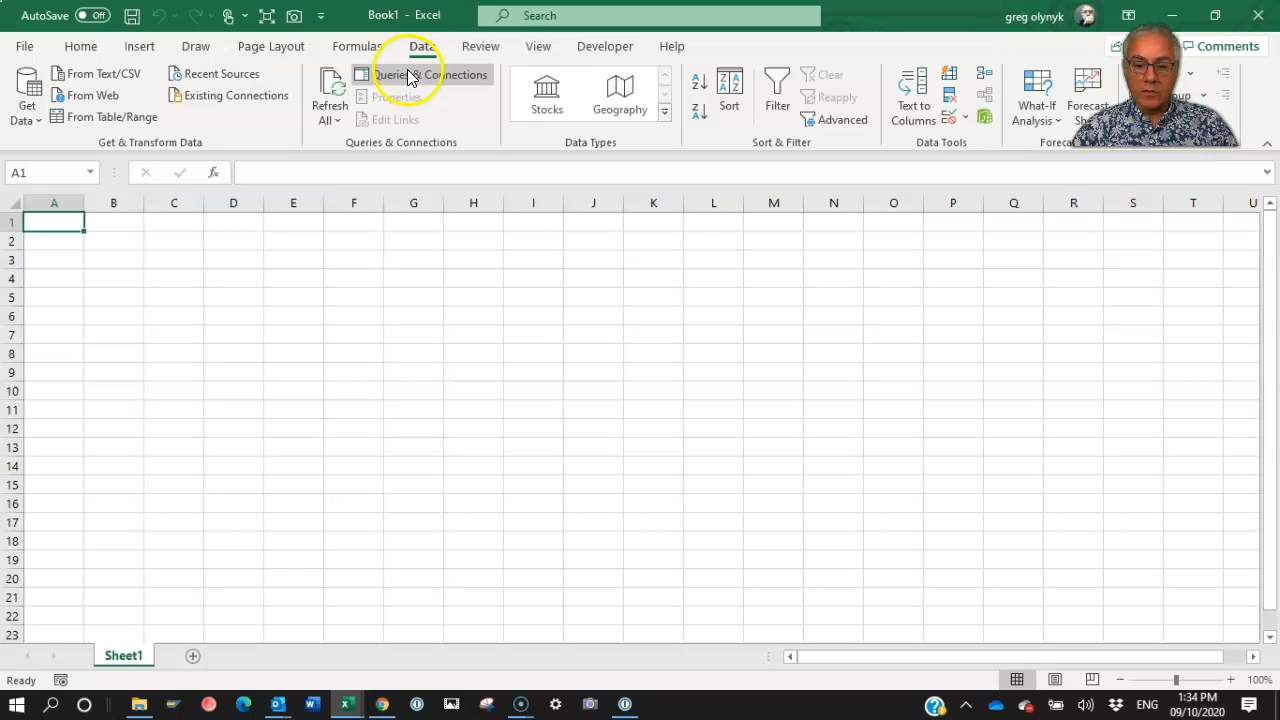 AutoSave Off Book1 - Excel Search greg olynyk
File Home Insert Draw Page Layout Formulas Data Review View Developer Help Comments
Get Data
From Text/CSV
From Web
From Table/Range
Recent Sources
Existing Connections
Get & Transform Data
Refresh All
Queries & Connections
Properties
Edit Links
Queries & Connections
Stocks Geography
Data Types
Sort
Filter
Clear
Reapply
Advanced
Sort & Filter
Text to Columns
Data Tools
What-If Analysis
Forecast
A1 fx
A B C D E F G H I J K L M N O P Q R S T U
1
2
3
4
5
6
7
8
9
10
11
12
13
14
15
16
17
18
19
20
21
22
23
Sheet1
Ready 100%
ENG 1:34 PM
09/10/2020